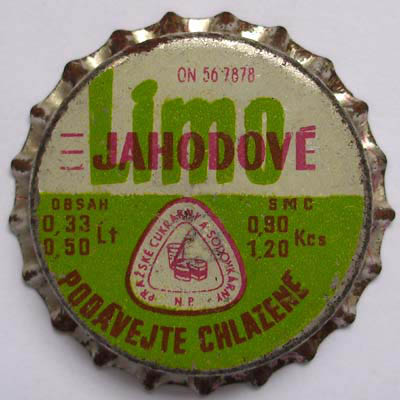 ON 56 7878
Limo
JAHODOVÉ
OBSAH
0,33
0,50 Lt
SMC
0,90
1,20 Kčs
PRAŽSKÉ CUKRÁRNY A SODOVKÁRNY
N.P.
PODÁVEJTE CHLAZENÉ